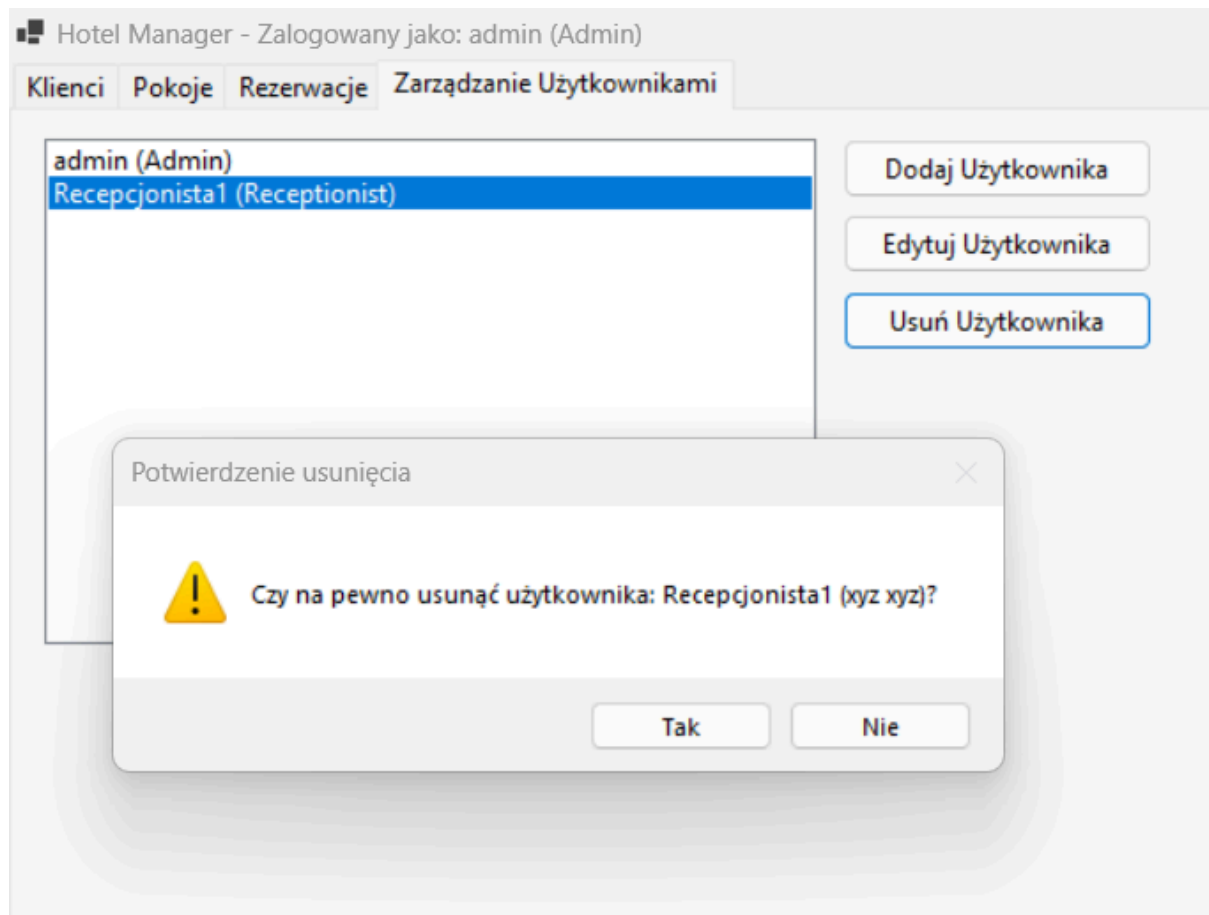 Hotel Manager - Zalogowany jako: admin (Admin)
Klienci Pokoje Rezerwacje Zarządzanie Użytkownikami
admin (Admin)
Recepcjonista1 (Receptionist)
Dodaj Użytkownika
Edytuj Użytkownika
Usuń Użytkownika
Potwierdzenie usunięcia
Czy na pewno usunąć użytkownika: Recepcjonista1 (xyz xyz)?
Tak Nie